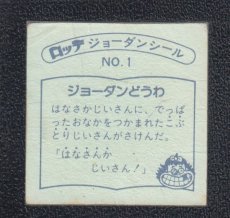 ロッテ ジョーダンシール
NO.1
ジョーダンどうわ
はなさかじいさんに、でっぱ
ったおなかをつかまれたこぶ
とりじいさんがさけんだ。
「はなさんか
じいさん！」